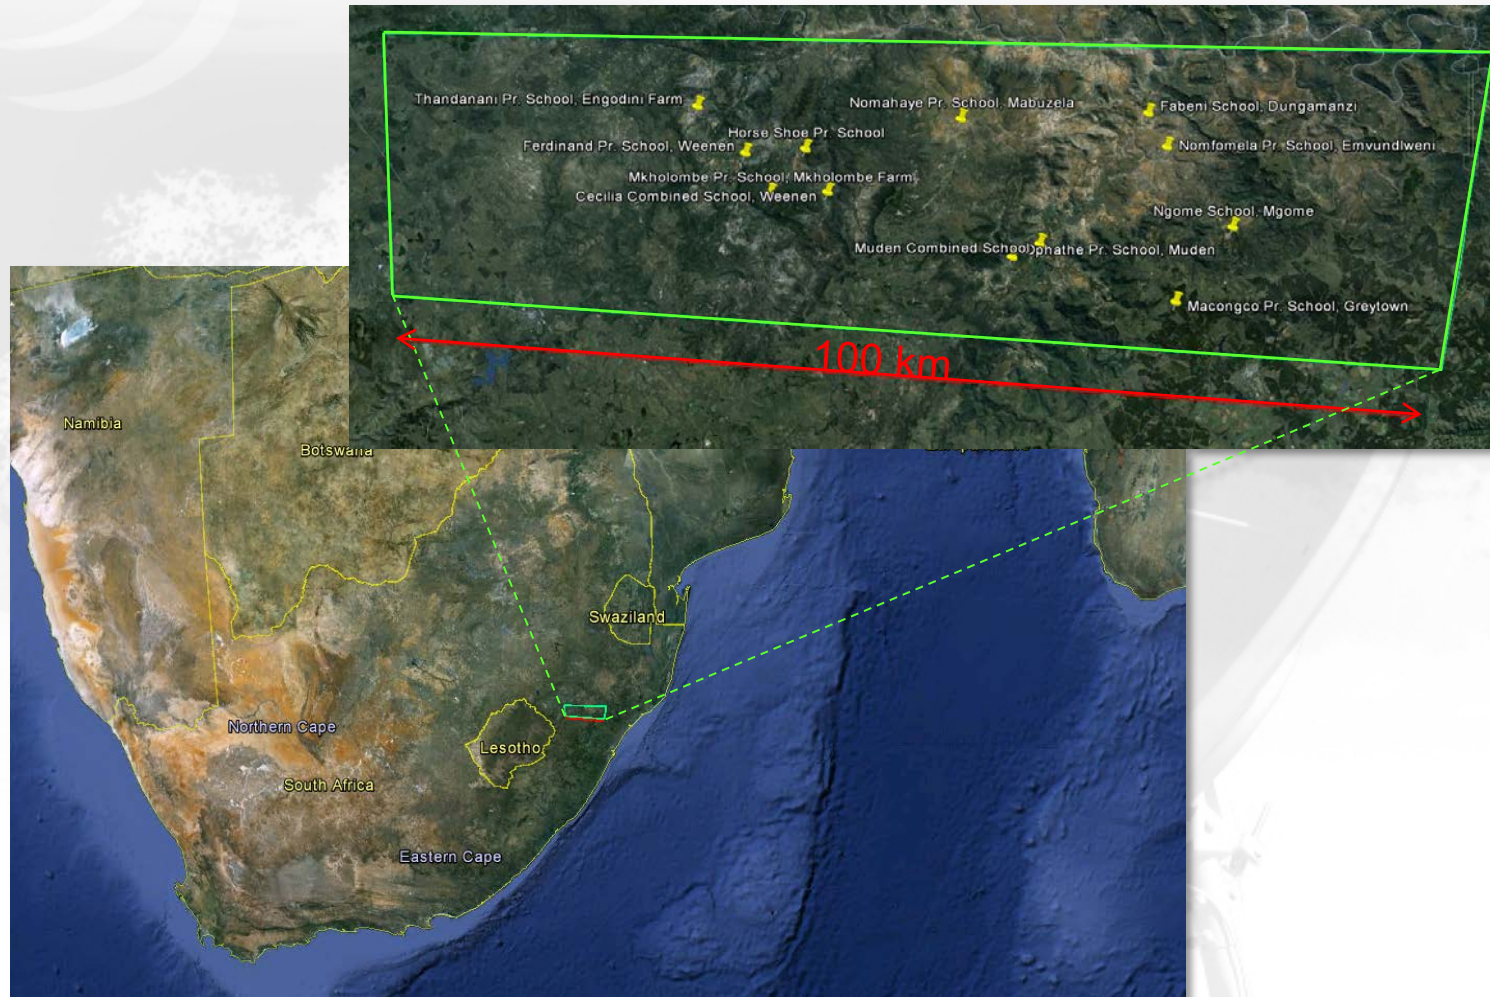 Thandanani Pr. School, Engodini Farm
Nomahaye Pr. School, Mabuzela
Fabeni School, Dungamanzi
Horse Shoe Pr. School
Ferdinand Pr. School, Weenen
Nomfomela Pr. School, Emvundlweni
Mkholombe Pr. School, Mkholombe Farm
Cecilia Combined School, Weenen
Ngome School, Mgome
Muden Combined School
Ophathe Pr. School, Muden
Macongco Pr. School, Greytown
100 km
Namibia
Botswana
Swaziland
Northern Cape
Lesotho
South Africa
Eastern Cape